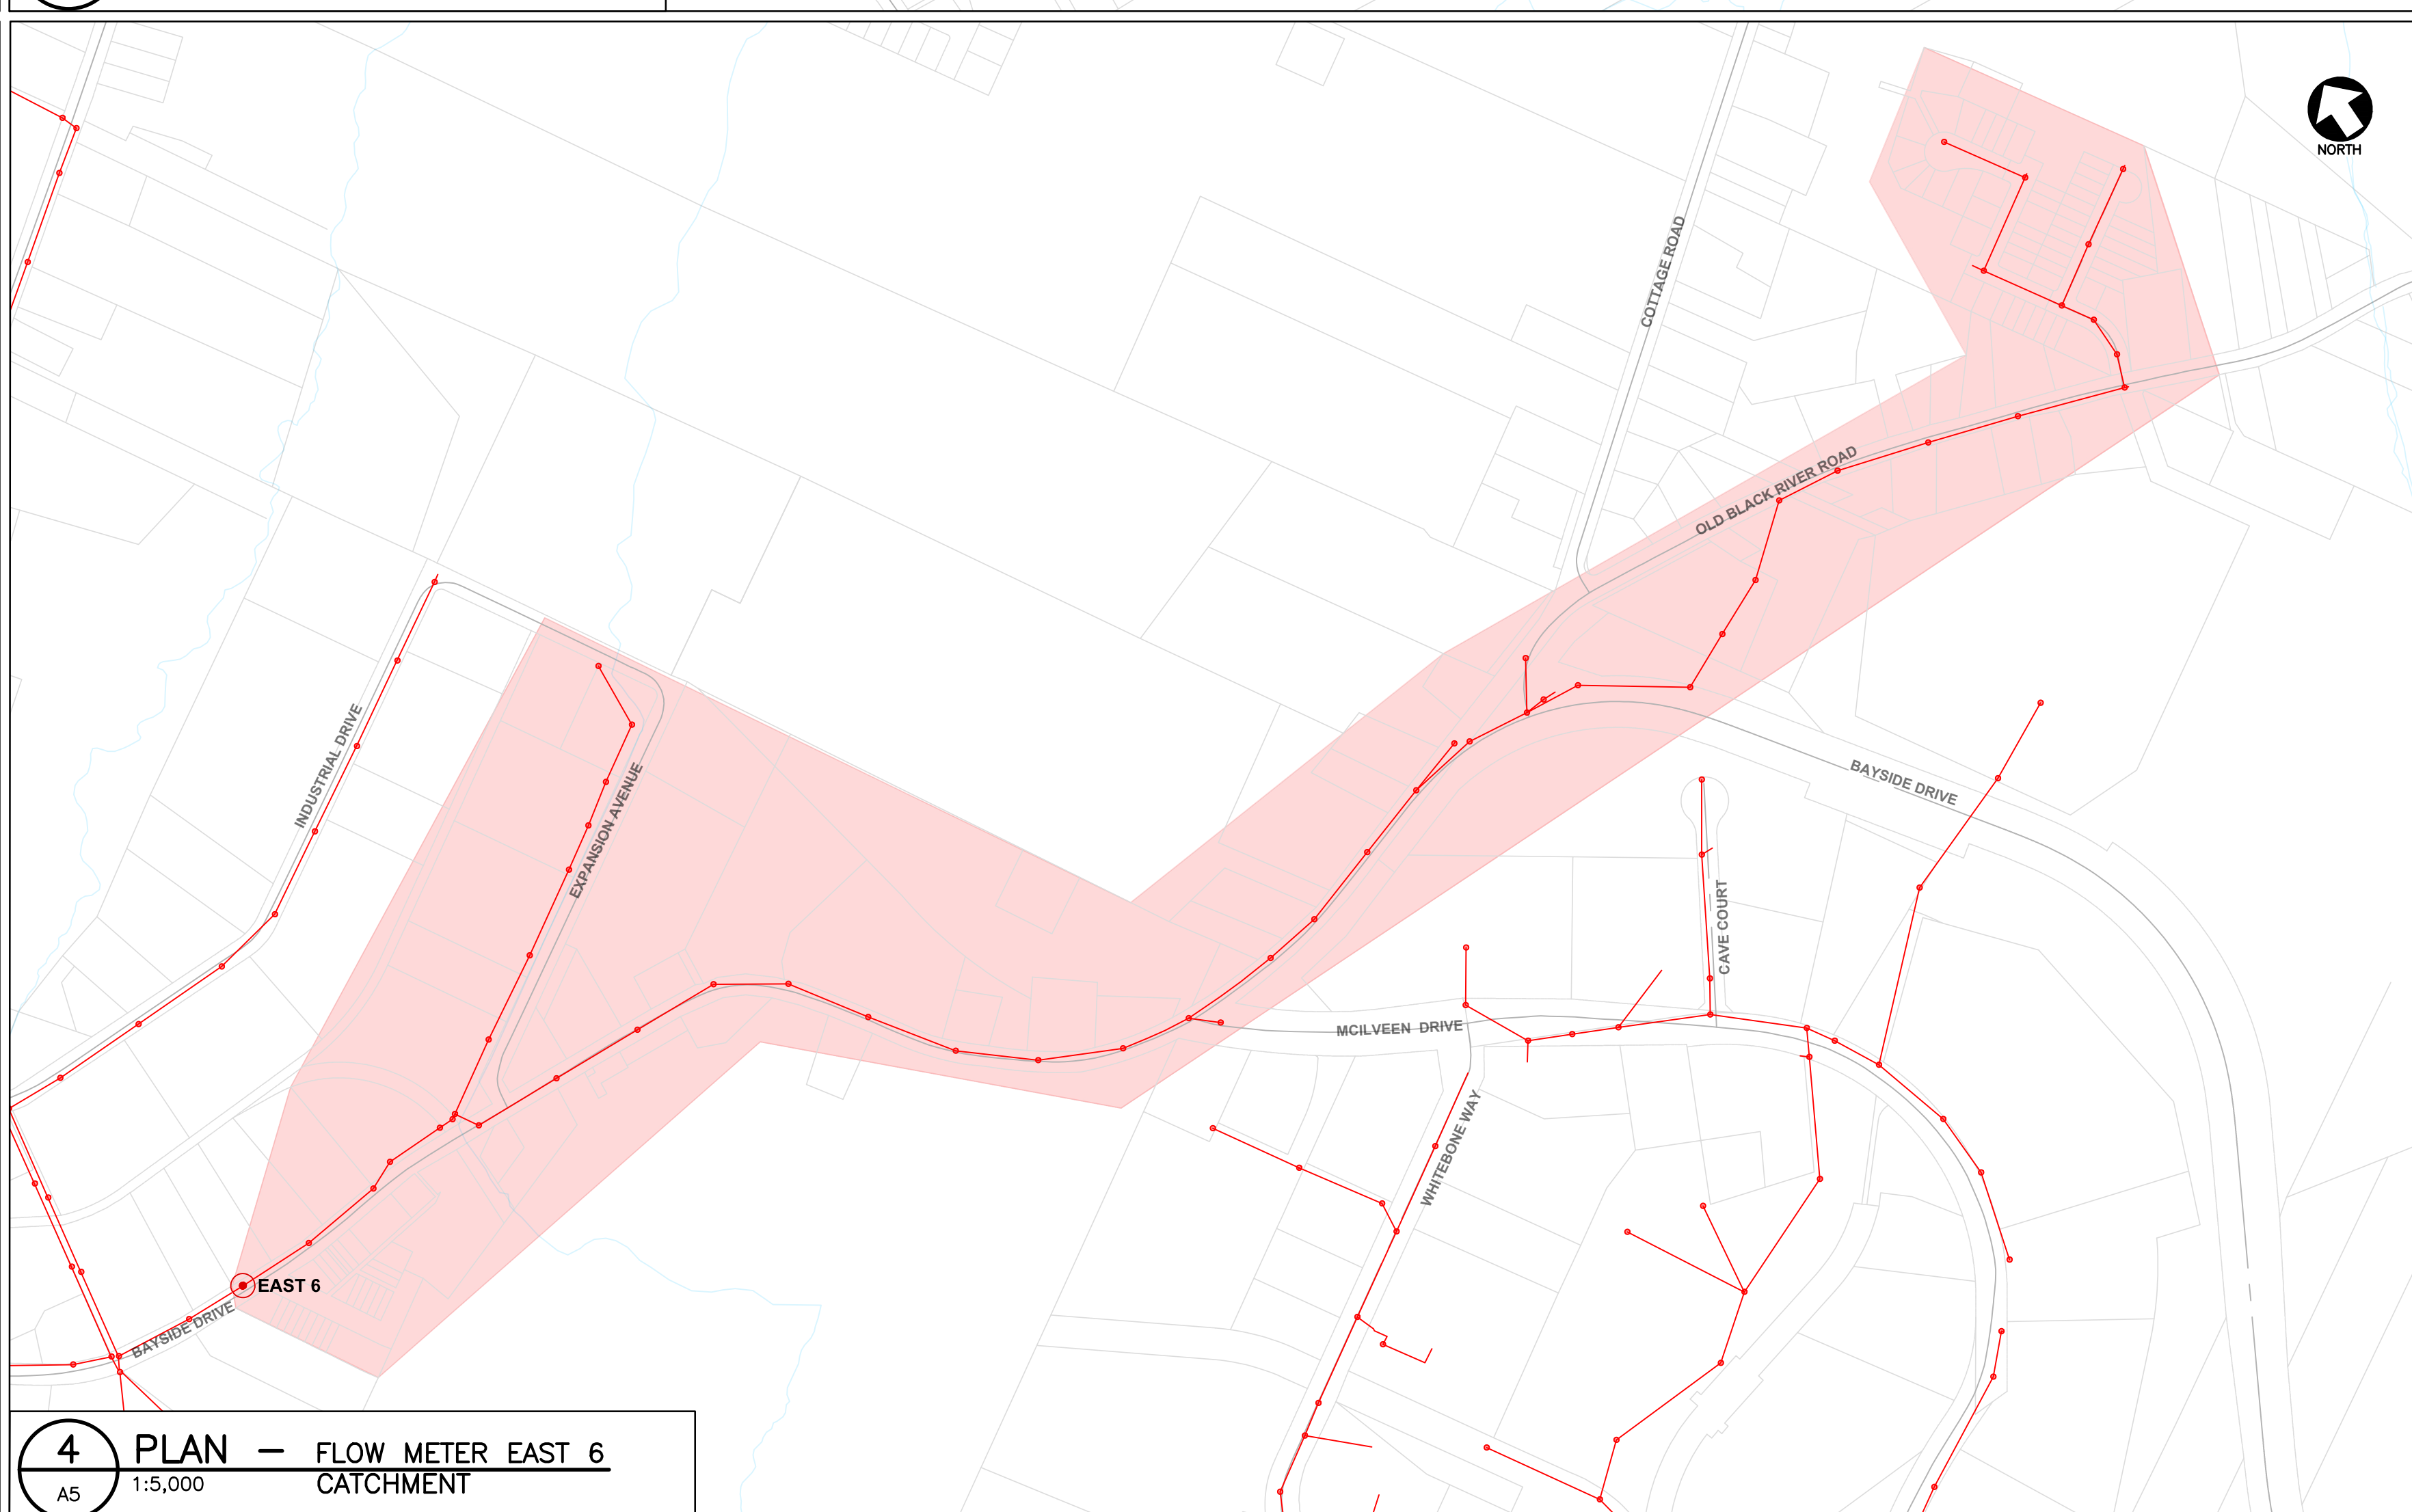 NORTH
COTTAGE ROAD
OLD BLACK RIVER ROAD
INDUSTRIAL DRIVE
EXPANSION AVENUE
BAYSIDE DRIVE
CAVE COURT
MCILVEEN DRIVE
WHITEBONE WAY
EAST 6
BAYSIDE DRIVE
4
A5
PLAN - FLOW METER EAST 6
1:5,000 CATCHMENT